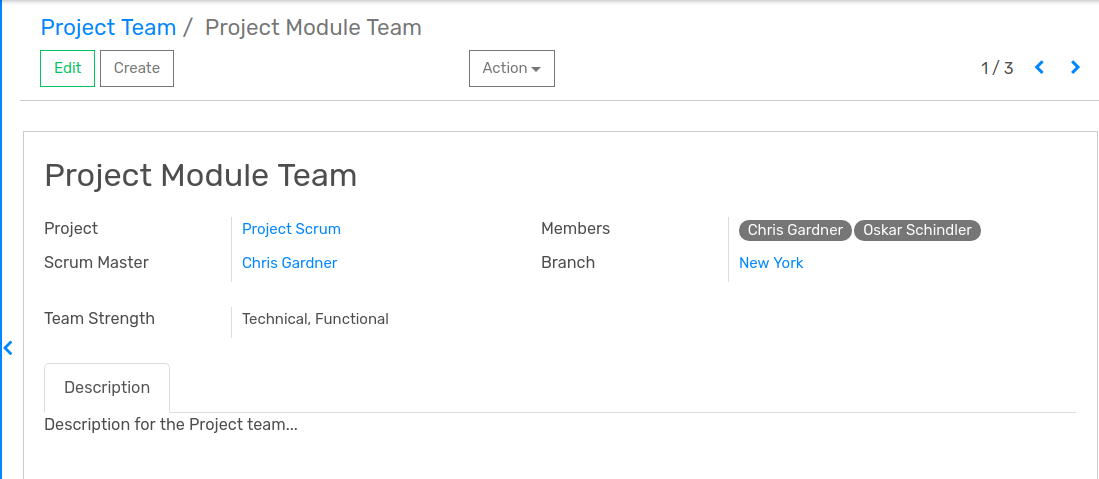 Project Team / Project Module Team
Edit Create Action 1 / 3
Project Module Team
Project Project Scrum Members Chris Gardner Oskar Schindler
Scrum Master Chris Gardner Branch New York
Team Strength Technical, Functional
Description
Description for the Project team...